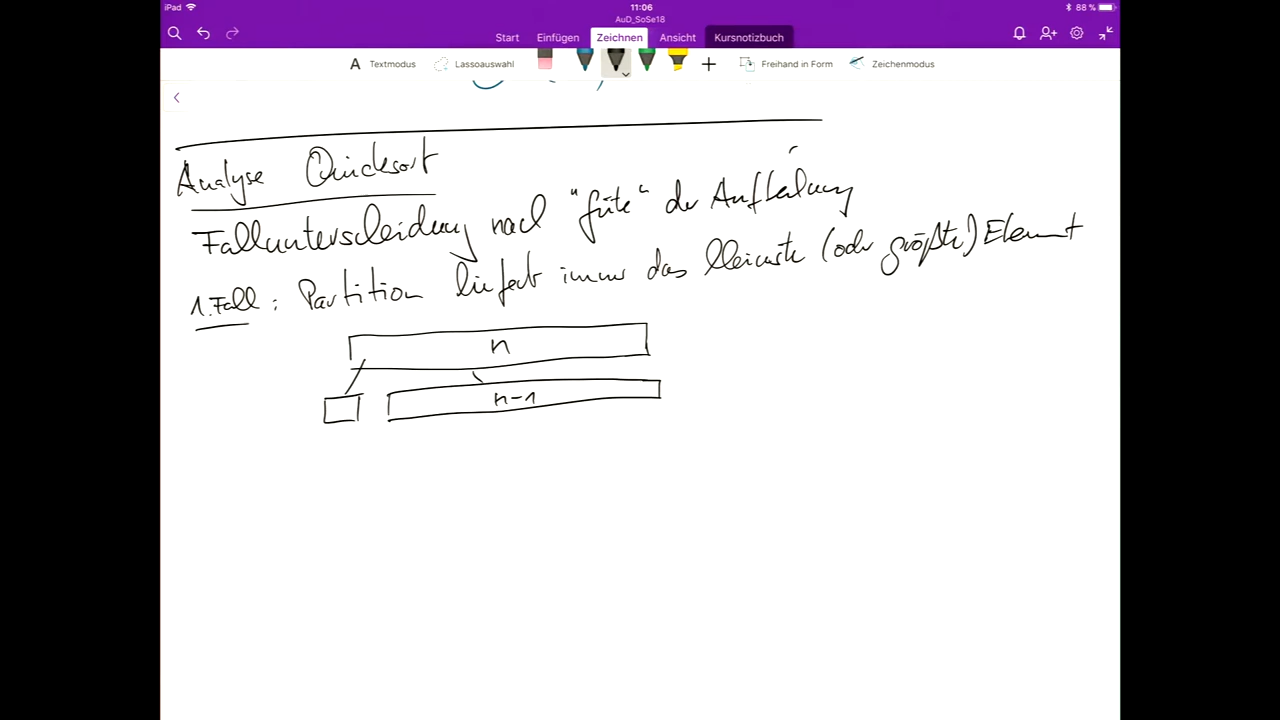 iPad
11:06
88 %
AuD_SoSe18
Start Einfügen Zeichnen Ansicht Kursnotizbuch
A Textmodus Lassoauswahl Freihand in Form Zeichenmodus
Analyse Quicksort
Fallunterscheidung nach "Güte" der Aufteilung
1. Fall: Partition liefert immer das kleinste (oder größte) Element
n
n-1